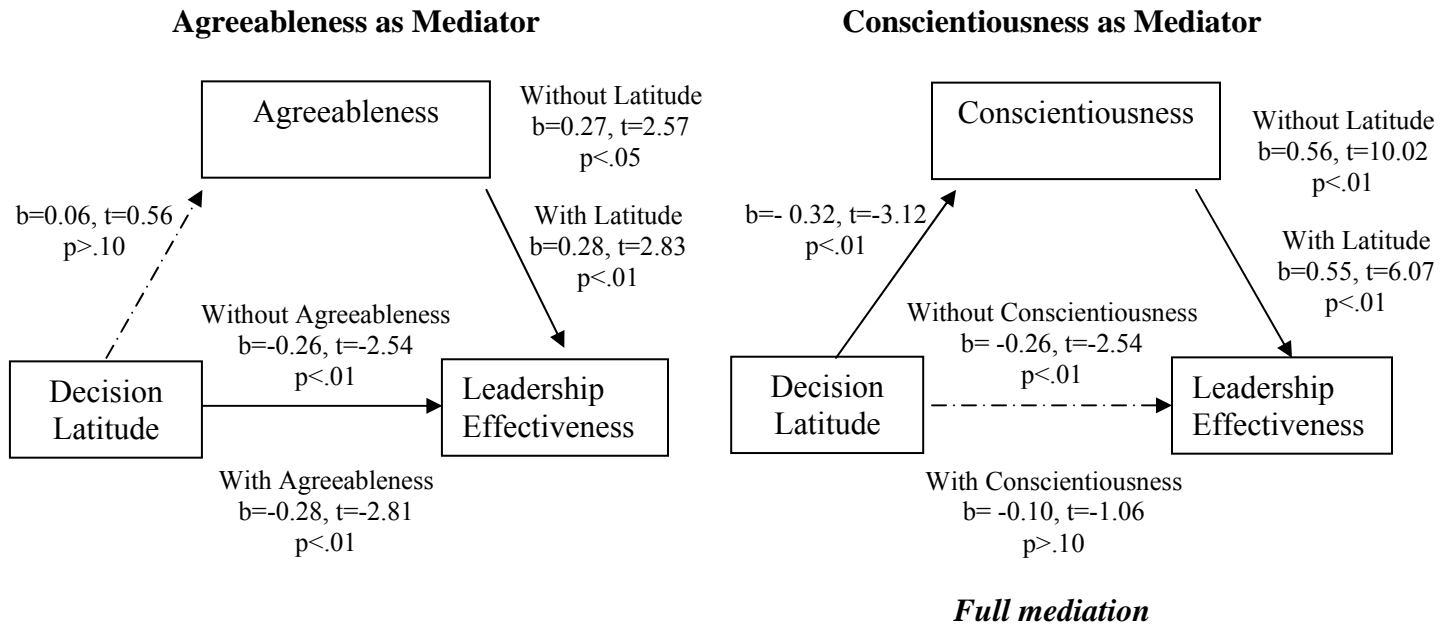 Agreeableness as Mediator
Agreeableness
Without Latitude
b=0.27, t=2.57
p<.05
b=0.06, t=0.56
p>.10
With Latitude
b=0.28, t=2.83
p<.01
Without Agreeableness
b=-0.26, t=-2.54
p<.01
Decision
Latitude
Leadership
Effectiveness
With Agreeableness
b=-0.28, t=-2.81
p<.01
Conscientiousness as Mediator
Conscientiousness
Without Latitude
b=0.56, t=10.02
p<.01
b=- 0.32, t=-3.12
p<.01
With Latitude
b=0.55, t=6.07
p<.01
Without Conscientiousness
b= -0.26, t=-2.54
p<.01
Decision
Latitude
Leadership
Effectiveness
With Conscientiousness
b= -0.10, t=-1.06
p>.10
Full mediation